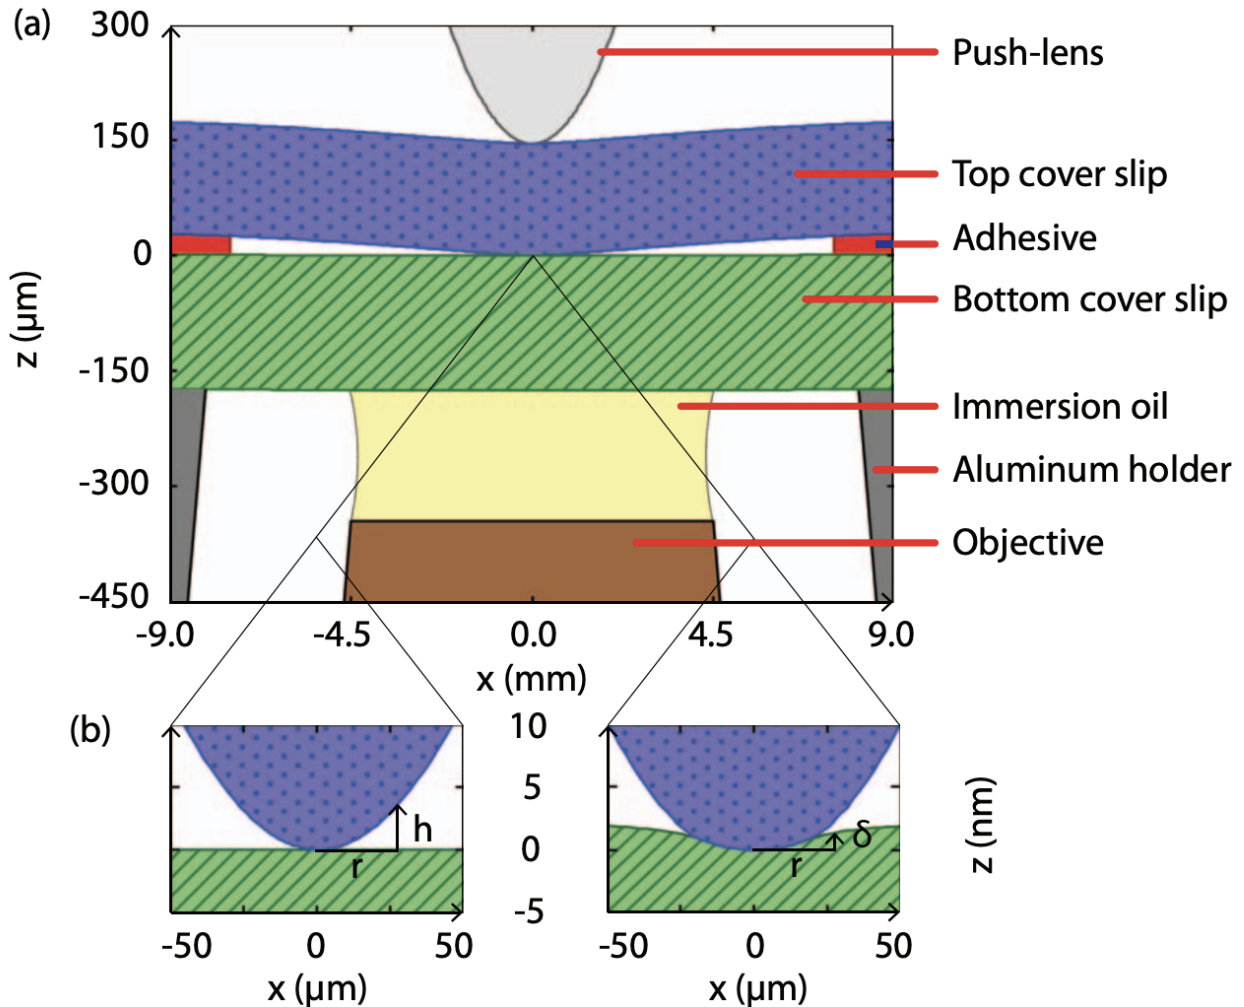 (a)
300
150
0
-150
-300
-450
z (μm)
-9.0
-4.5
0.0
4.5
9.0
x (mm)
Push-lens
Top cover slip
Adhesive
Bottom cover slip
Immersion oil
Aluminum holder
Objective
(b)
h
r
-50
0
50
x (μm)
10
5
0
-5
δ
r
-50
0
50
x (μm)
z (nm)